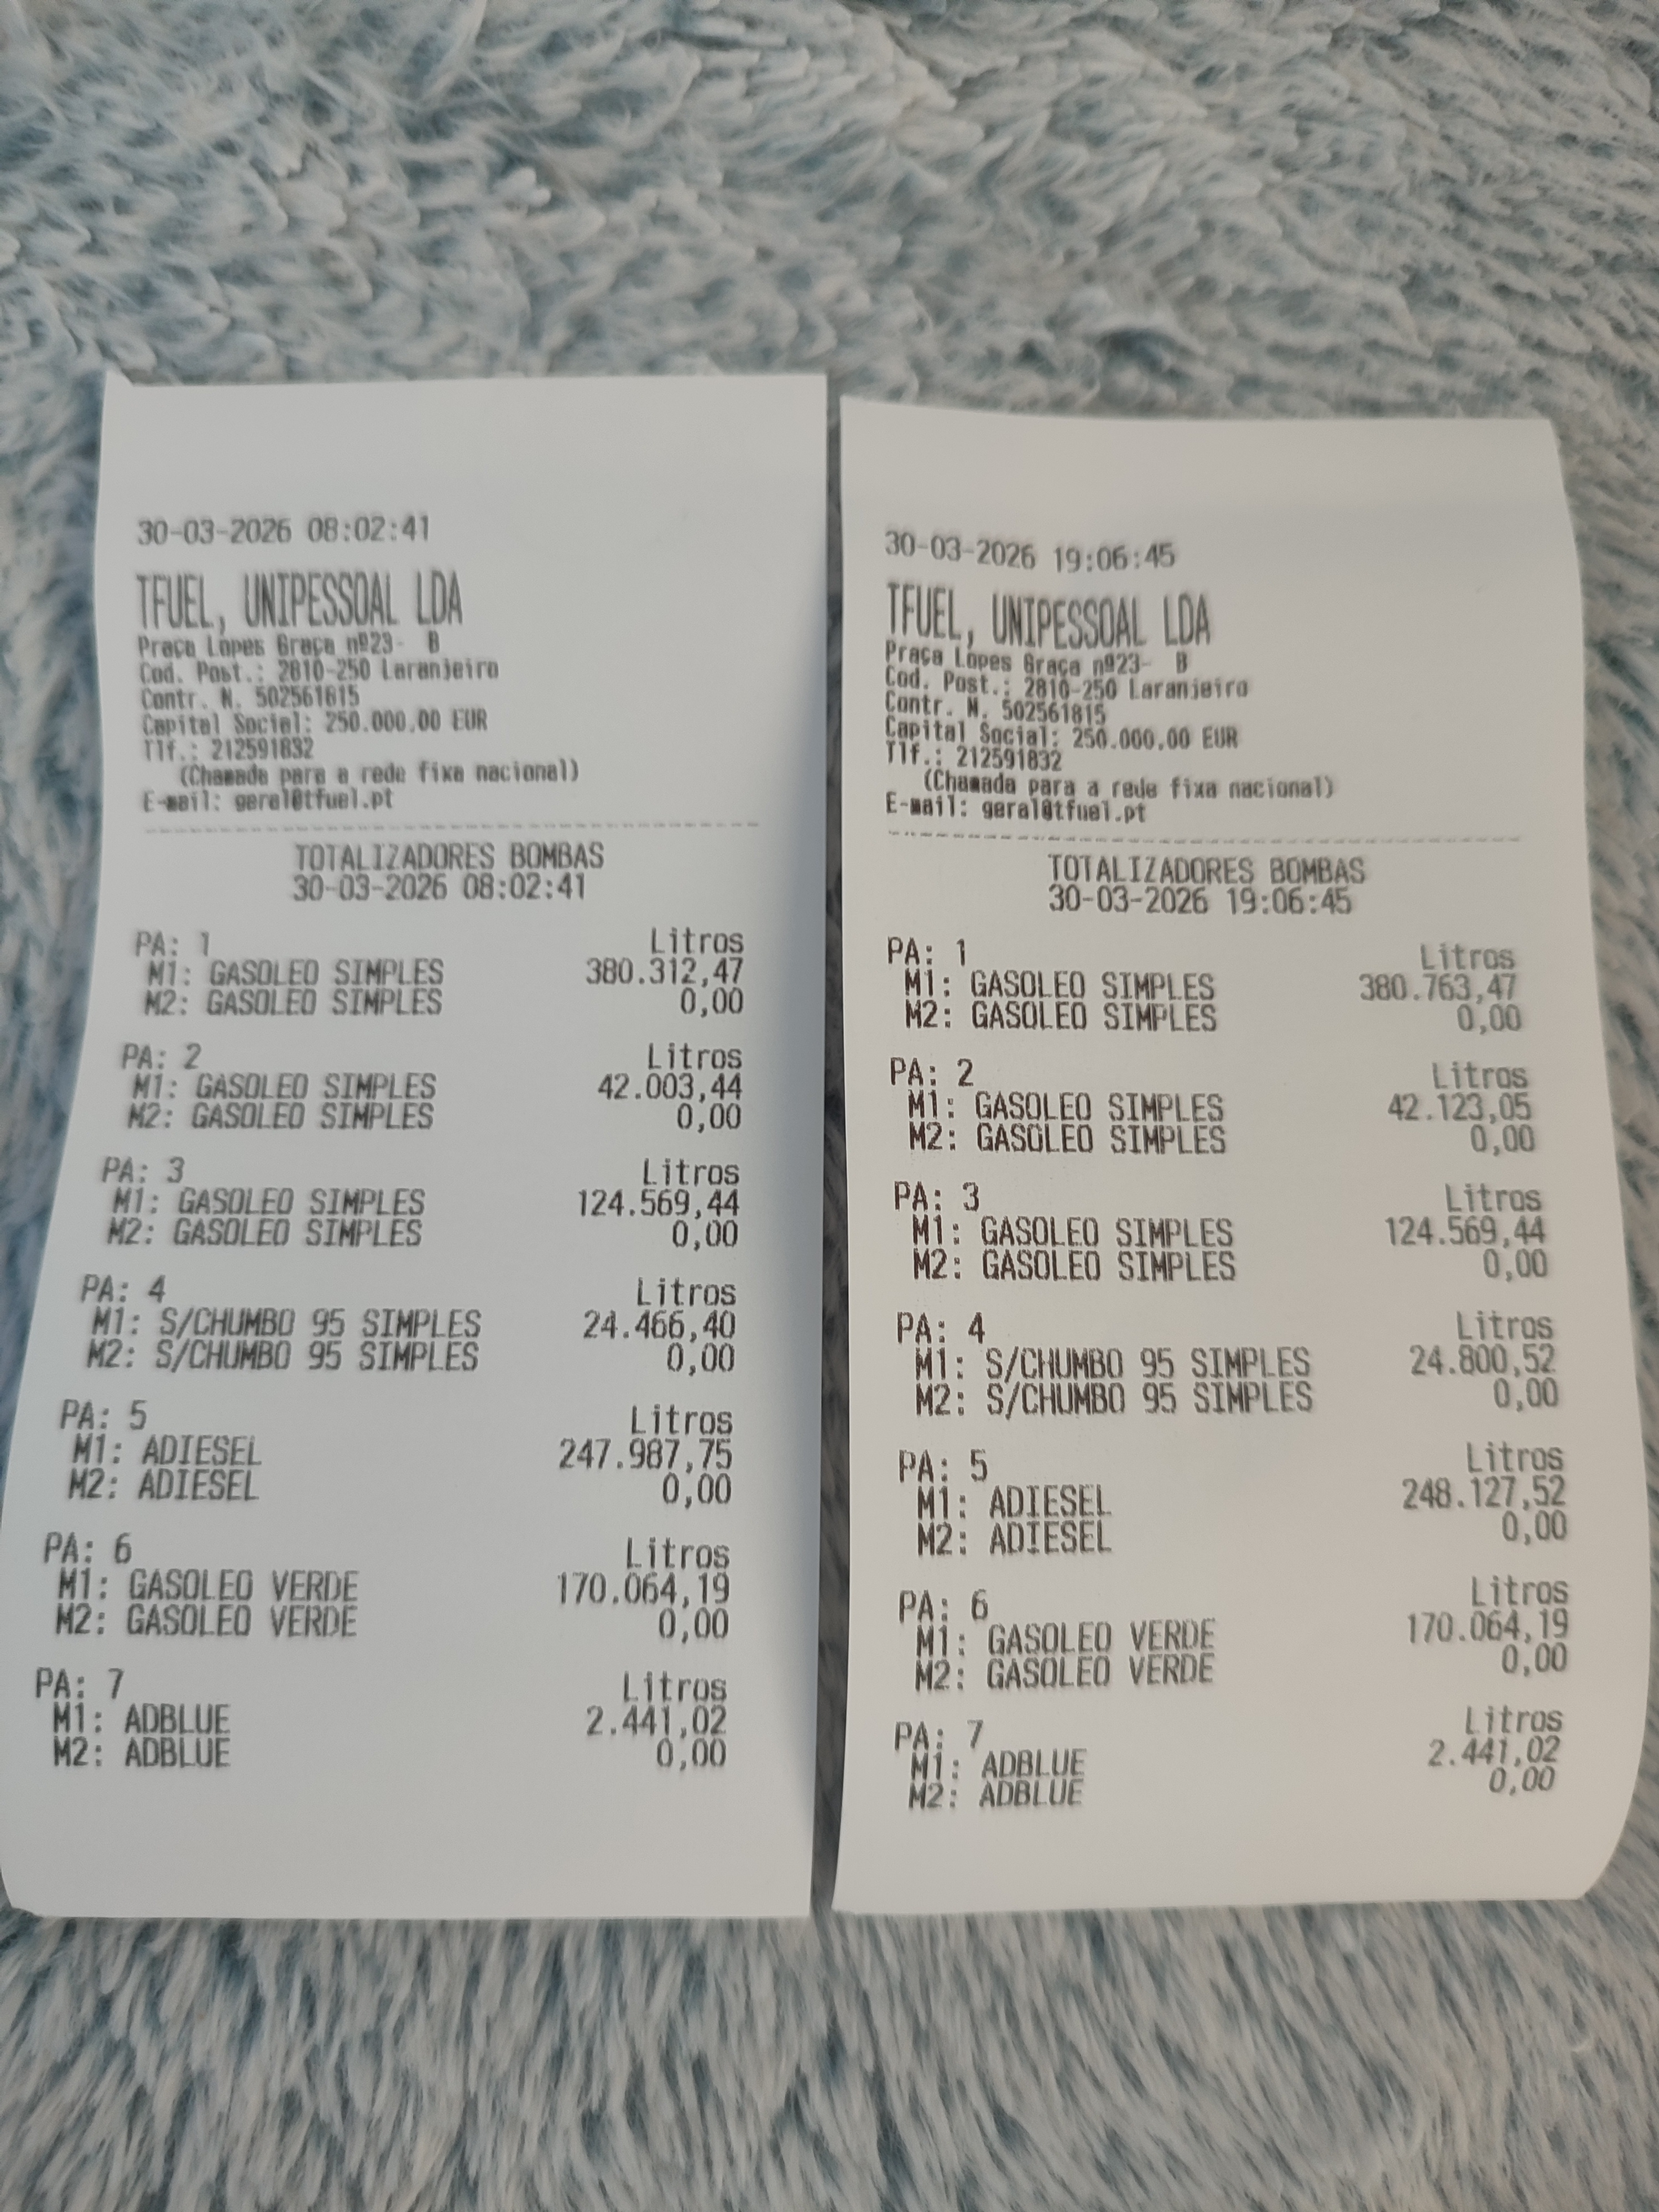 30-03-2026 08:02:41
TFUEL, UNIPESSOAL LDA
Praça Lopes Graça nº23-  B
Cod. Post.: 2810-250 Laranjeiro
Contr. N. 502561815
Capital Social: 250.000,00 EUR
Tlf.: 212591832
(Chamada para a rede fixa nacional)
E-mail: geral@tfuel.pt
TOTALIZADORES BOMBAS
30-03-2026 08:02:41
PA: 1 Litros
M1: GASOLEO SIMPLES 380.312,47
M2: GASOLEO SIMPLES 0,00
PA: 2 Litros
M1: GASOLEO SIMPLES 42.003,44
M2: GASOLEO SIMPLES 0,00
PA: 3 Litros
M1: GASOLEO SIMPLES 124.569,44
M2: GASOLEO SIMPLES 0,00
PA: 4 Litros
M1: S/CHUMBO 95 SIMPLES 24.466,40
M2: S/CHUMBO 95 SIMPLES 0,00
PA: 5 Litros
M1: ADIESEL 247.987,75
M2: ADIESEL 0,00
PA: 6 Litros
M1: GASOLEO VERDE 170.064,19
M2: GASOLEO VERDE 0,00
PA: 7 Litros
M1: ADBLUE 2.441,02
M2: ADBLUE 0,00
30-03-2026 19:06:45
TFUEL, UNIPESSOAL LDA
Praça Lopes Graça nº23-  B
Cod. Post.: 2810-250 Laranjeiro
Contr. N. 502561815
Capital Social: 250.000,00 EUR
Tlf.: 212591832
(Chamada para a rede fixa nacional)
E-mail: geral@tfuel.pt
TOTALIZADORES BOMBAS
30-03-2026 19:06:45
PA: 1 Litros
M1: GASOLEO SIMPLES 380.763,47
M2: GASOLEO SIMPLES 0,00
PA: 2 Litros
M1: GASOLEO SIMPLES 42.123,05
M2: GASOLEO SIMPLES 0,00
PA: 3 Litros
M1: GASOLEO SIMPLES 124.569,44
M2: GASOLEO SIMPLES 0,00
PA: 4 Litros
M1: S/CHUMBO 95 SIMPLES 24.800,52
M2: S/CHUMBO 95 SIMPLES 0,00
PA: 5 Litros
M1: ADIESEL 248.127,52
M2: ADIESEL 0,00
PA: 6 Litros
M1: GASOLEO VERDE 170.064,19
M2: GASOLEO VERDE 0,00
PA: 7 Litros
M1: ADBLUE 2.441,02
M2: ADBLUE 0,00